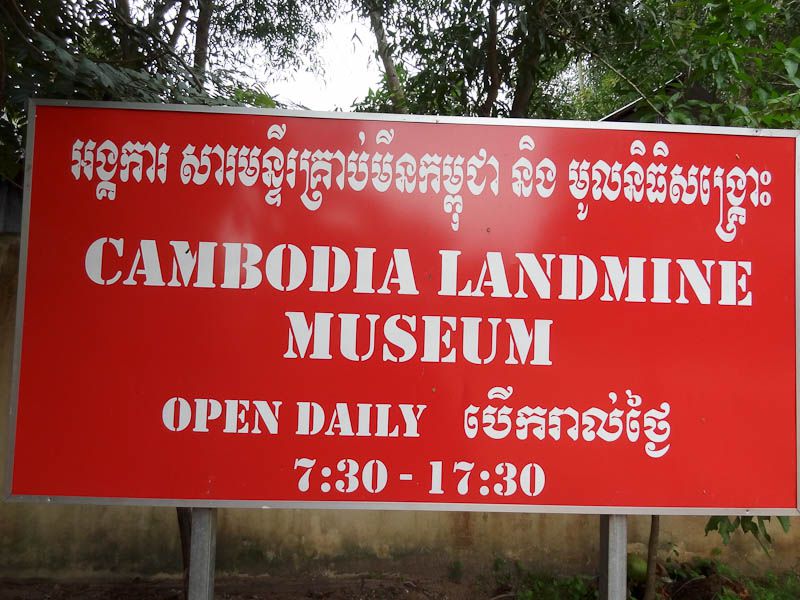 អង្គការ សារមន្ទីរគ្រាប់មីនកម្ពុជា និង មូលនិធិសង្គ្រោះ
CAMBODIA LANDMINE
MUSEUM
OPEN DAILY បើករាល់ថ្ងៃ
7:30 - 17:30